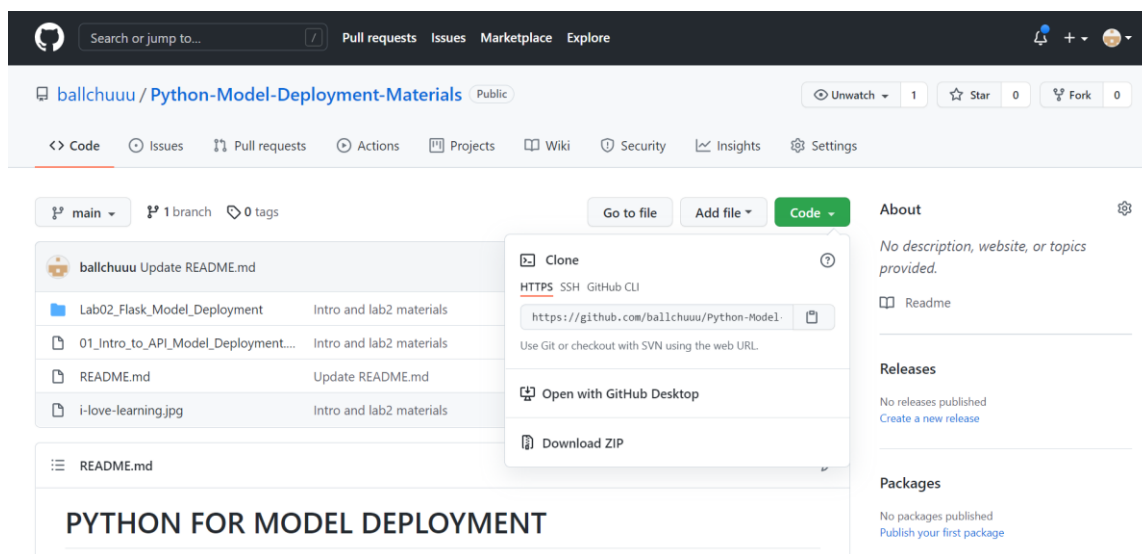 Search or jump to... / Pull requests Issues Marketplace Explore
ballchuuu / Python-Model-Deployment-Materials Public
Unwatch 1 Star 0 Fork 0
Code Issues Pull requests Actions Projects Wiki Security Insights Settings
main 1 branch 0 tags
Go to file Add file Code
ballchuuu Update README.md
Lab02_Flask_Model_Deployment Intro and lab2 materials
01_Intro_to_API_Model_Deployment.... Intro and lab2 materials
README.md Update README.md
i-love-learning.jpg Intro and lab2 materials
Clone
HTTPS SSH GitHub CLI
https://github.com/ballchuuu/Python-Model-
Use Git or checkout with SVN using the web URL.
Open with GitHub Desktop
Download ZIP
README.md
PYTHON FOR MODEL DEPLOYMENT
About
No description, website, or topics
provided.
Readme
Releases
No releases published
Create a new release
Packages
No packages published
Publish your first package